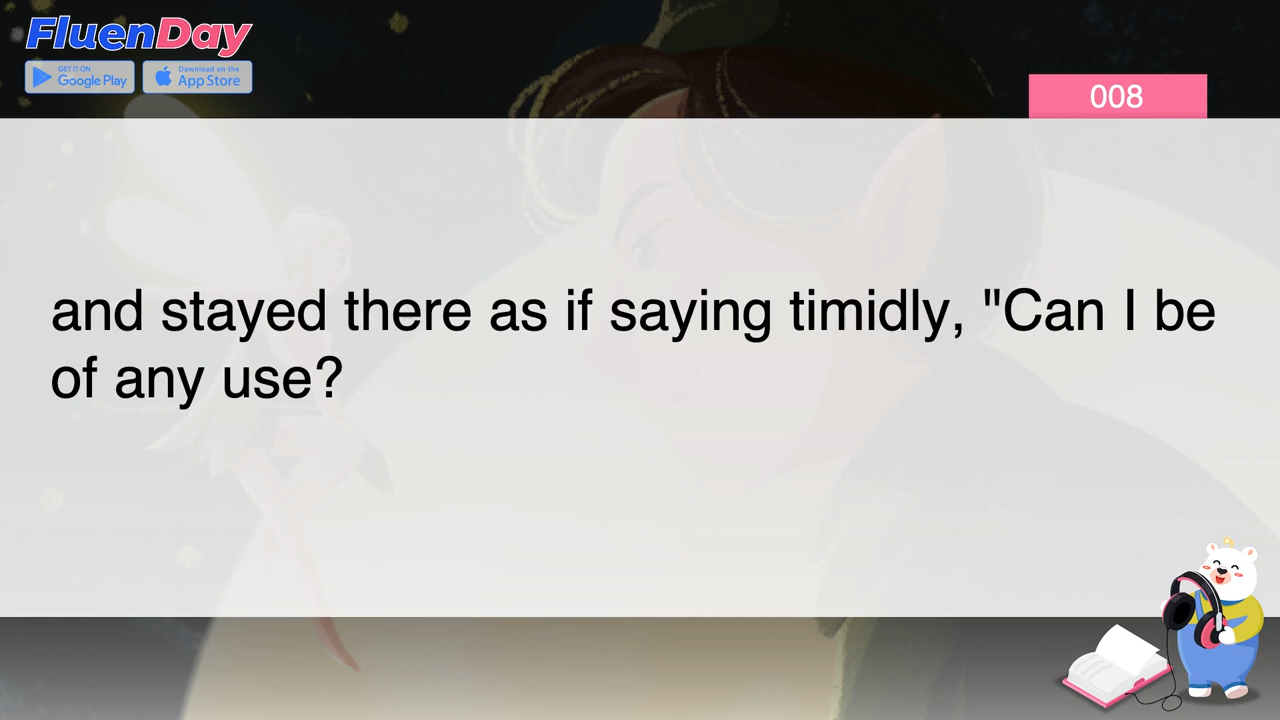 FluenDay
GET IT ON
Google Play
Download on the
App Store
008
and stayed there as if saying timidly, "Can I be
of any use?